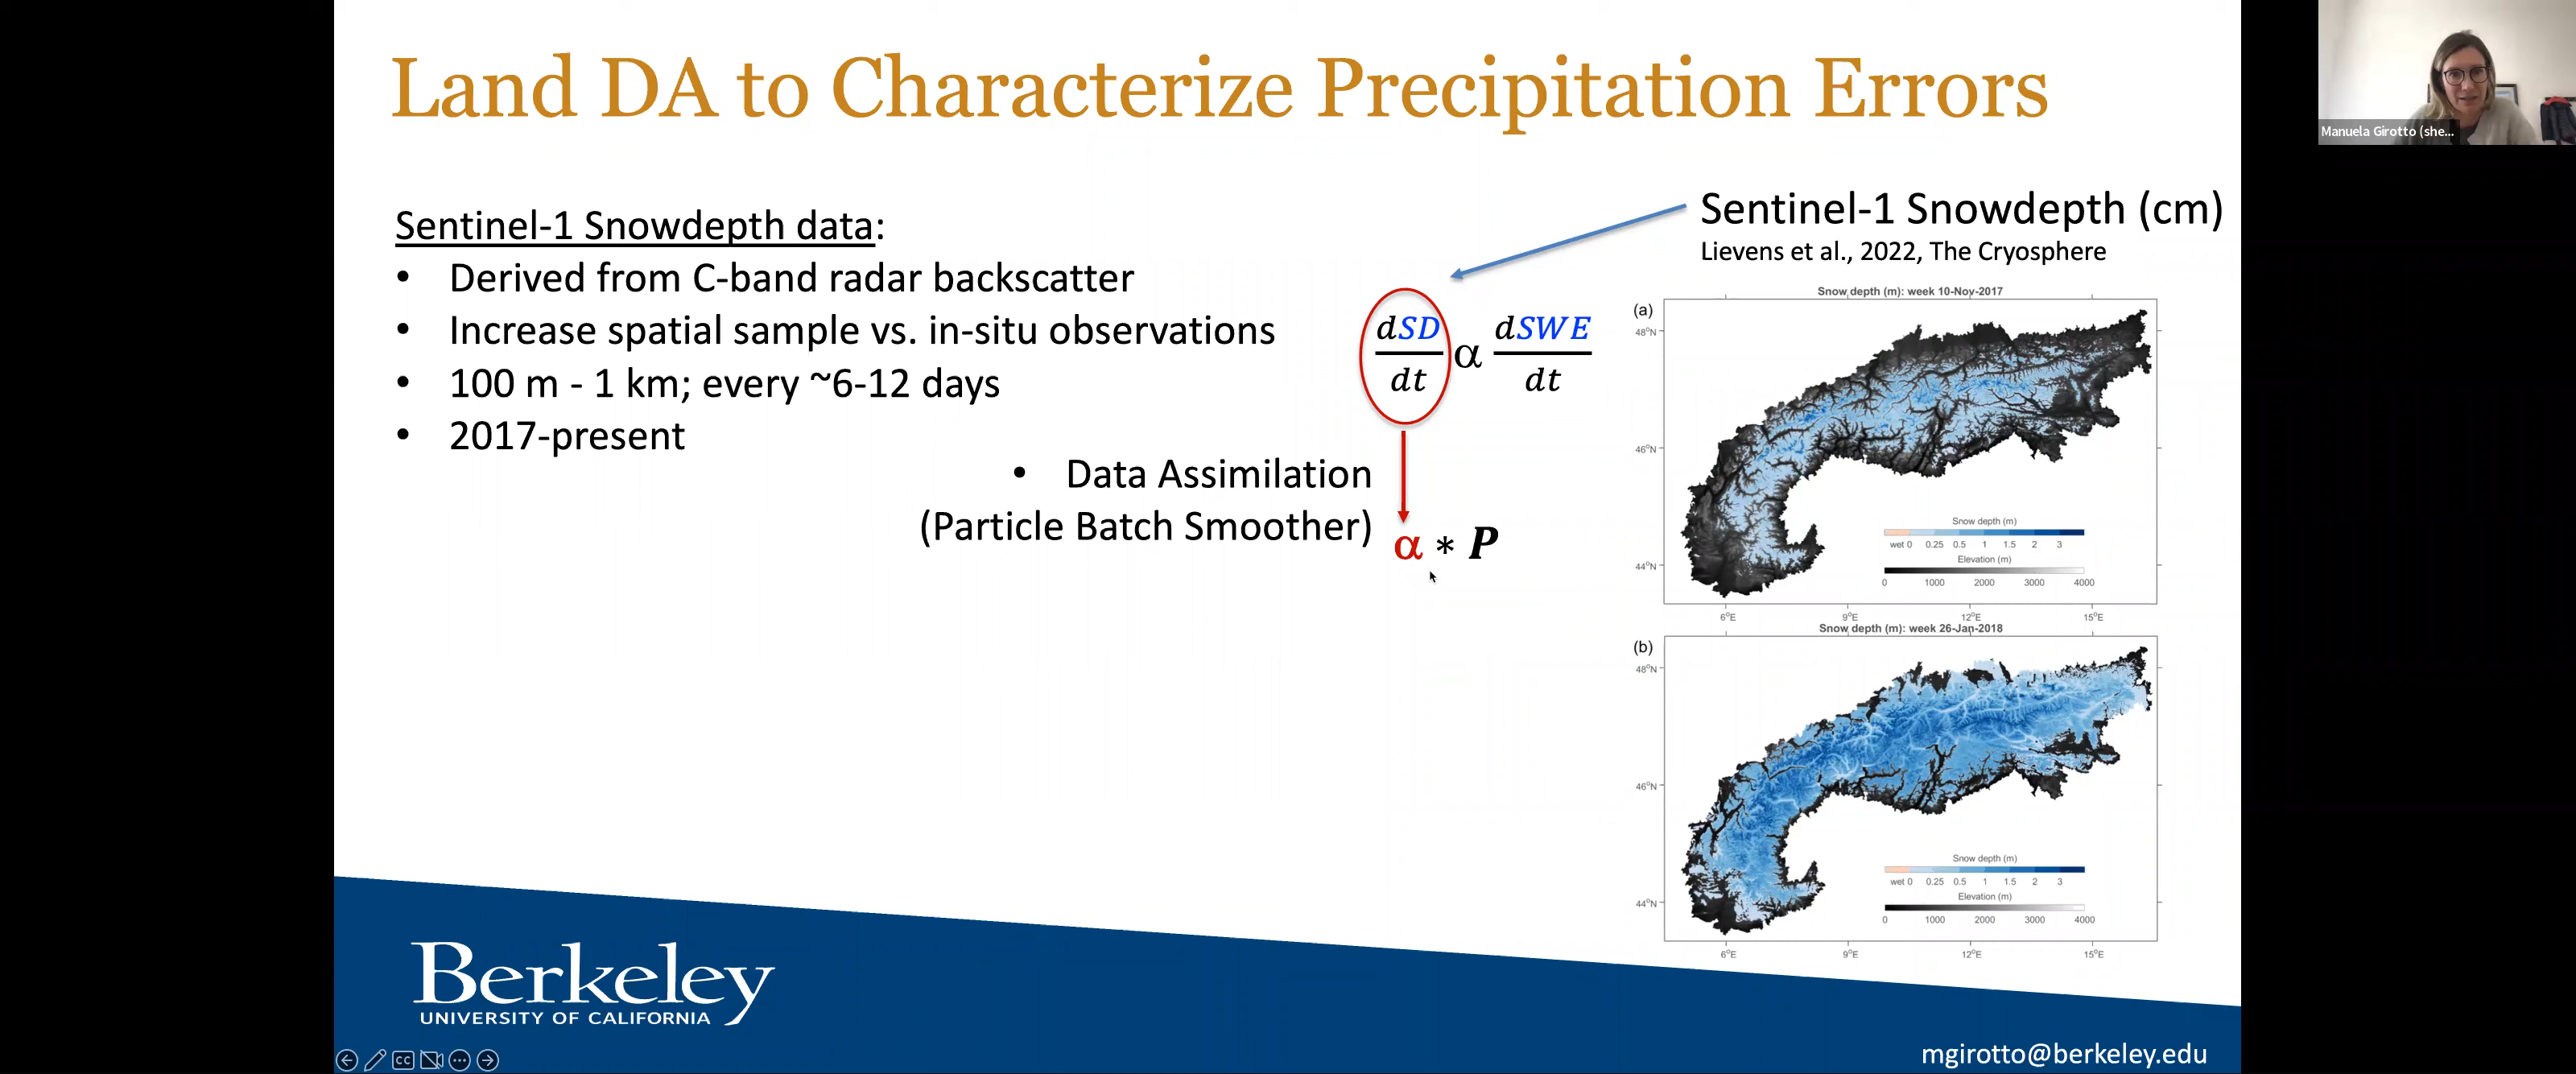 Land DA to Characterize Precipitation Errors
Manuela Girotto (she...
Sentinel-1 Snowdepth data:
• Derived from C-band radar backscatter
• Increase spatial sample vs. in-situ observations
• 100 m - 1 km; every ~6-12 days
• 2017-present
• Data Assimilation
(Particle Batch Smoother)
dSD/dt α dSWE/dt
α * P
Sentinel-1 Snowdepth (cm)
Lievens et al., 2022, The Cryosphere
Snow depth (m): week 10-Nov-2017
(a)
48°N
46°N
44°N
Snow depth (m)
wet 0 0.25 0.5 1 1.5 2 3
Elevation (m)
0 1000 2000 3000 4000
6°E 9°E 12°E 15°E
Snow depth (m): week 26-Jan-2018
(b)
48°N
46°N
44°N
Snow depth (m)
wet 0 0.25 0.5 1 1.5 2 3
Elevation (m)
0 1000 2000 3000 4000
6°E 9°E 12°E 15°E
Berkeley
UNIVERSITY OF CALIFORNIA
CC
mgirotto@berkeley.edu